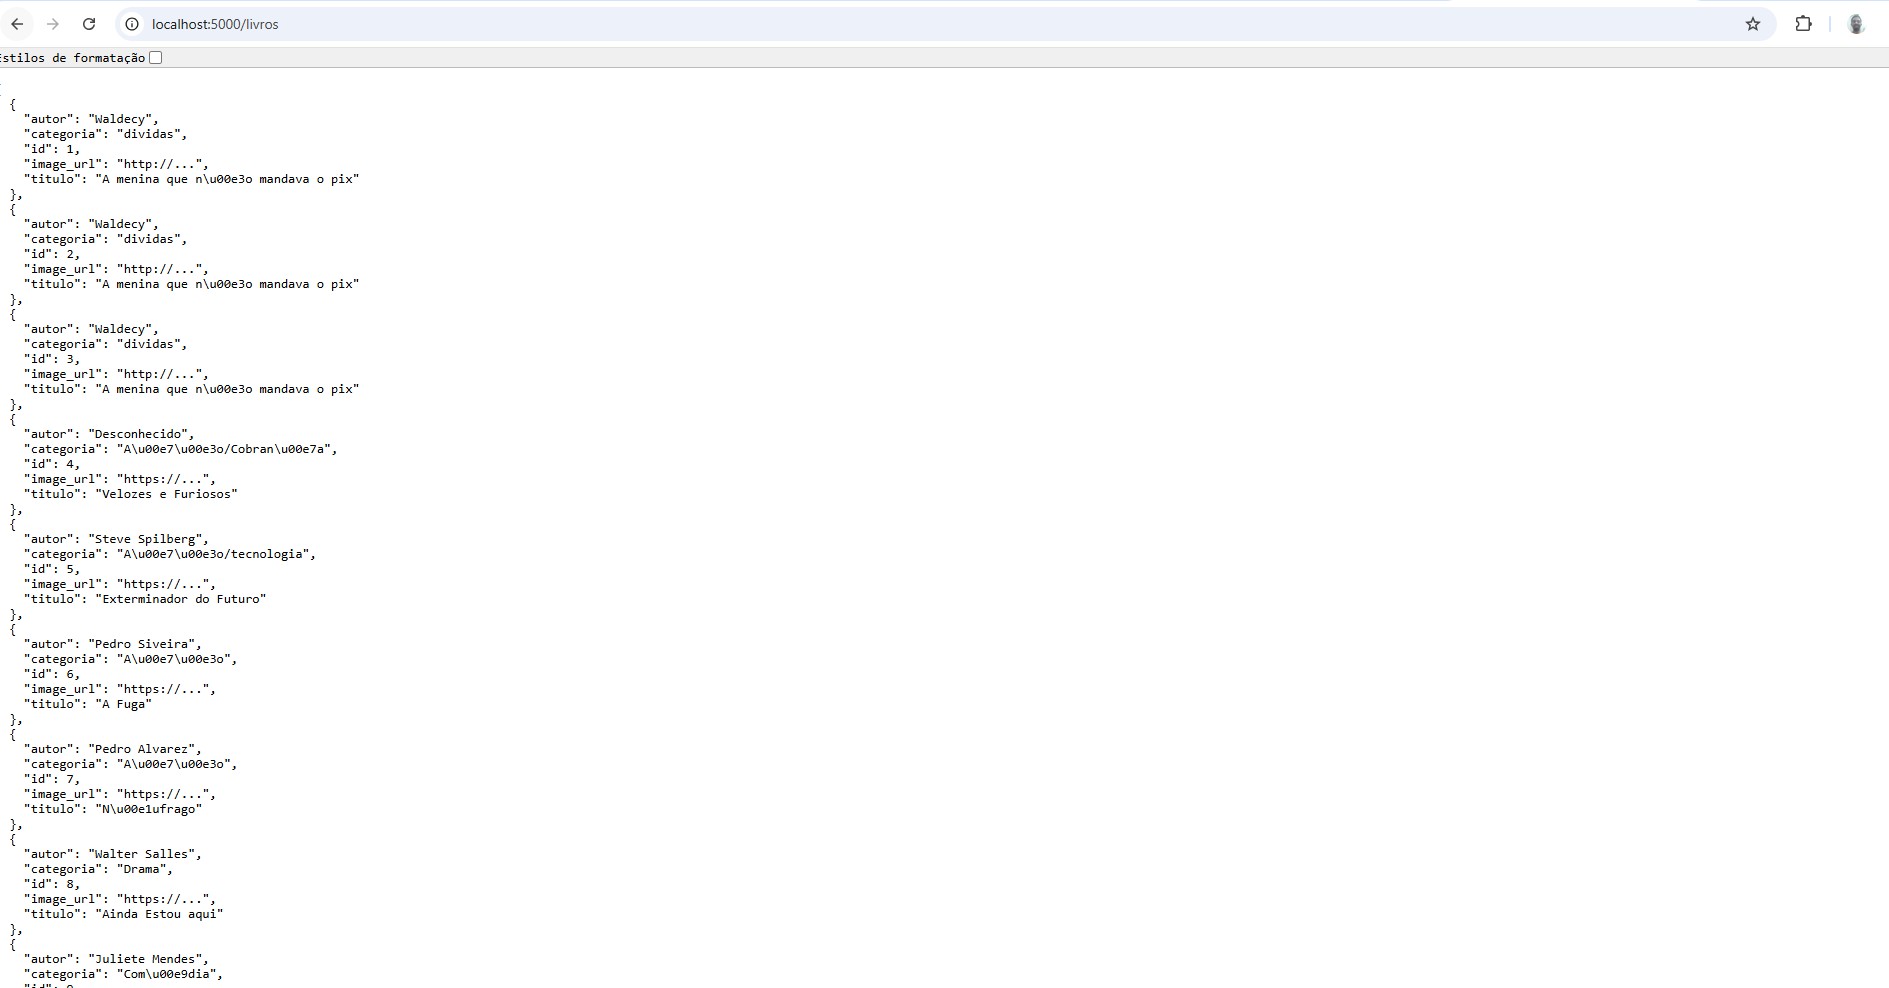 localhost:5000/livros
Estilos de formatação
[
{
"autor": "Waldecy",
"categoria": "dividas",
"id": 1,
"image_url": "http://...",
"titulo": "A menina que n\u00e3o mandava o pix"
},
{
"autor": "Waldecy",
"categoria": "dividas",
"id": 2,
"image_url": "http://...",
"titulo": "A menina que n\u00e3o mandava o pix"
},
{
"autor": "Waldecy",
"categoria": "dividas",
"id": 3,
"image_url": "http://...",
"titulo": "A menina que n\u00e3o mandava o pix"
},
{
"autor": "Desconhecido",
"categoria": "A\u00e7\u00e3o/Cobran\u00e7a",
"id": 4,
"image_url": "https://...",
"titulo": "Velozes e Furiosos"
},
{
"autor": "Steve Spilberg",
"categoria": "A\u00e7\u00e3o/tecnologia",
"id": 5,
"image_url": "https://...",
"titulo": "Exterminador do Futuro"
},
{
"autor": "Pedro Siveira",
"categoria": "A\u00e7\u00e3o",
"id": 6,
"image_url": "https://...",
"titulo": "A Fuga"
},
{
"autor": "Pedro Alvarez",
"categoria": "A\u00e7\u00e3o",
"id": 7,
"image_url": "https://...",
"titulo": "N\u00e1ufrago"
},
{
"autor": "Walter Salles",
"categoria": "Drama",
"id": 8,
"image_url": "https://...",
"titulo": "Ainda Estou aqui"
},
{
"autor": "Juliete Mendes",
"categoria": "Com\u00e9dia",